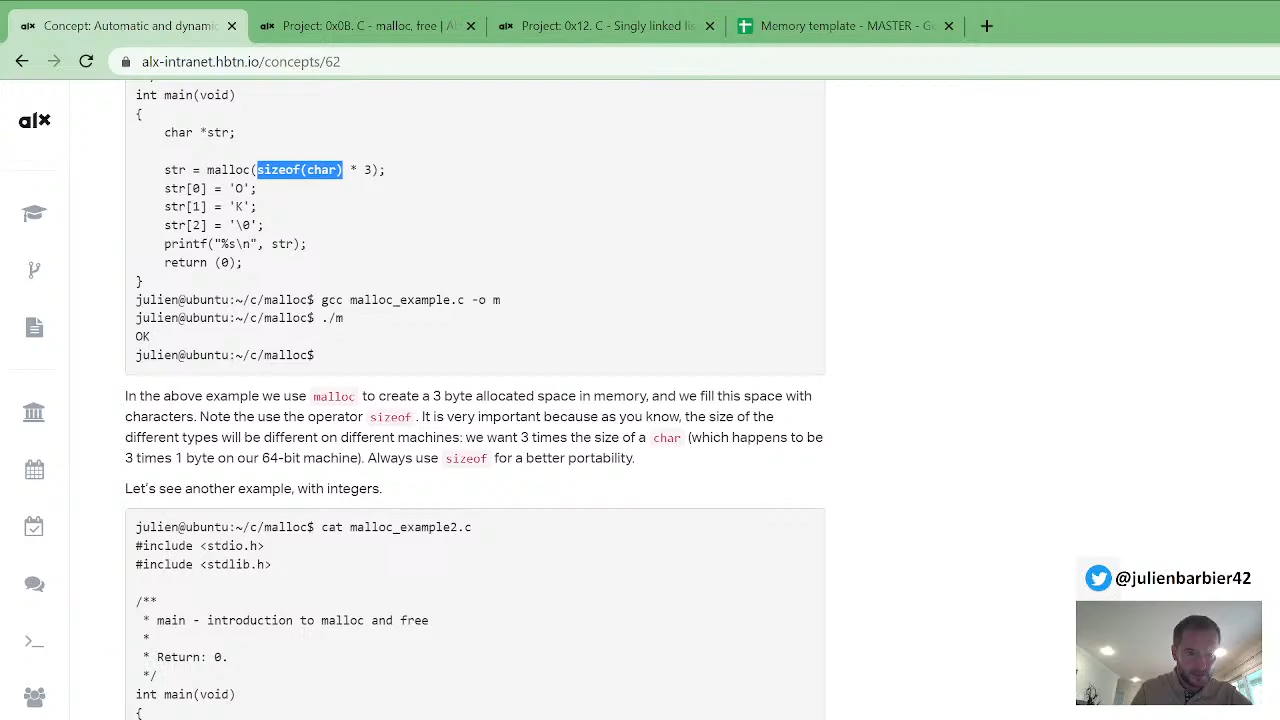 Concept: Automatic and dynamic
Project: 0x0B. C - malloc, free | Al
Project: 0x12. C - Singly linked lis
Memory template - MASTER - Go
alx-intranet.hbtn.io/concepts/62
alx
int main(void)
{
char *str;
str = malloc(sizeof(char) * 3);
str[0] = 'O';
str[1] = 'K';
str[2] = '\0';
printf("%s\n", str);
return (0);
}
julien@ubuntu:~/c/malloc$ gcc malloc_example.c -o m
julien@ubuntu:~/c/malloc$ ./m
OK
julien@ubuntu:~/c/malloc$
In the above example we use malloc to create a 3 byte allocated space in memory, and we fill this space with
characters. Note the use the operator sizeof. It is very important because as you know, the size of the
different types will be different on different machines: we want 3 times the size of a char (which happens to be
3 times 1 byte on our 64-bit machine). Always use sizeof for a better portability.
Let's see another example, with integers.
julien@ubuntu:~/c/malloc$ cat malloc_example2.c
#include <stdio.h>
#include <stdlib.h>
/**
* main - introduction to malloc and free
*
* Return: 0.
*/
int main(void)
{
@julienbarbier42